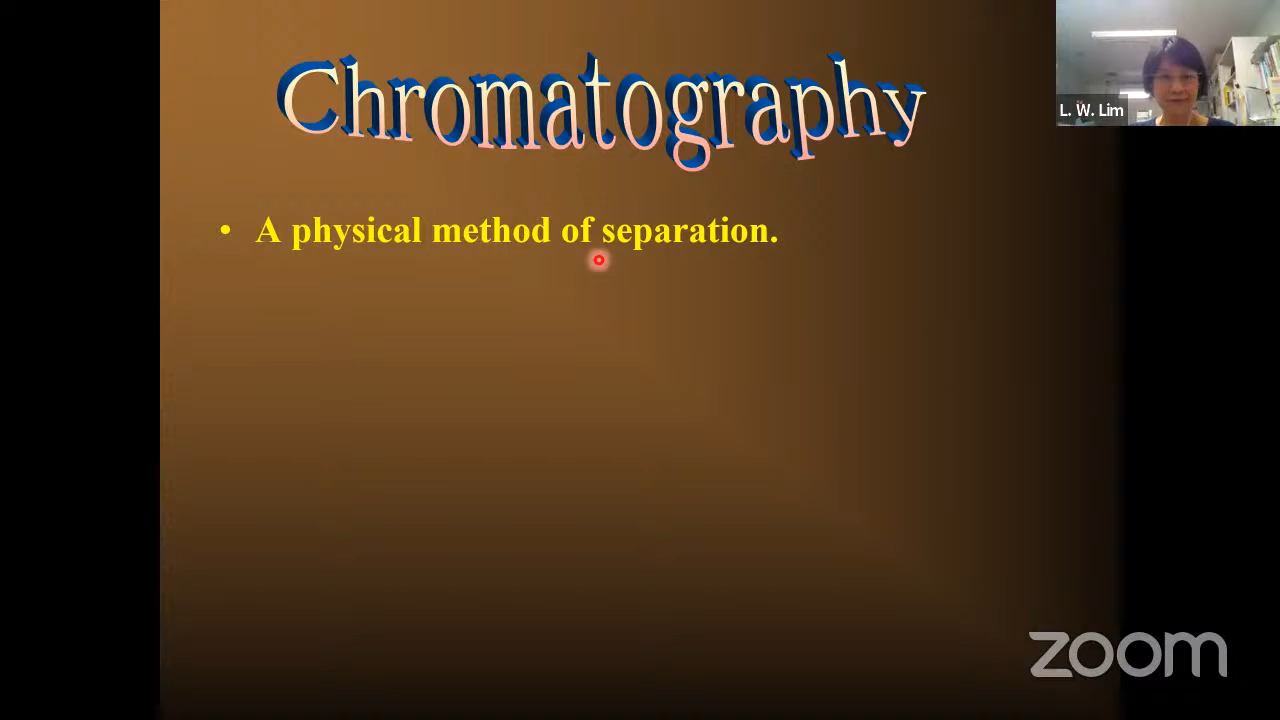 Chromatography
L. W. Lim
• A physical method of separation.
zoom